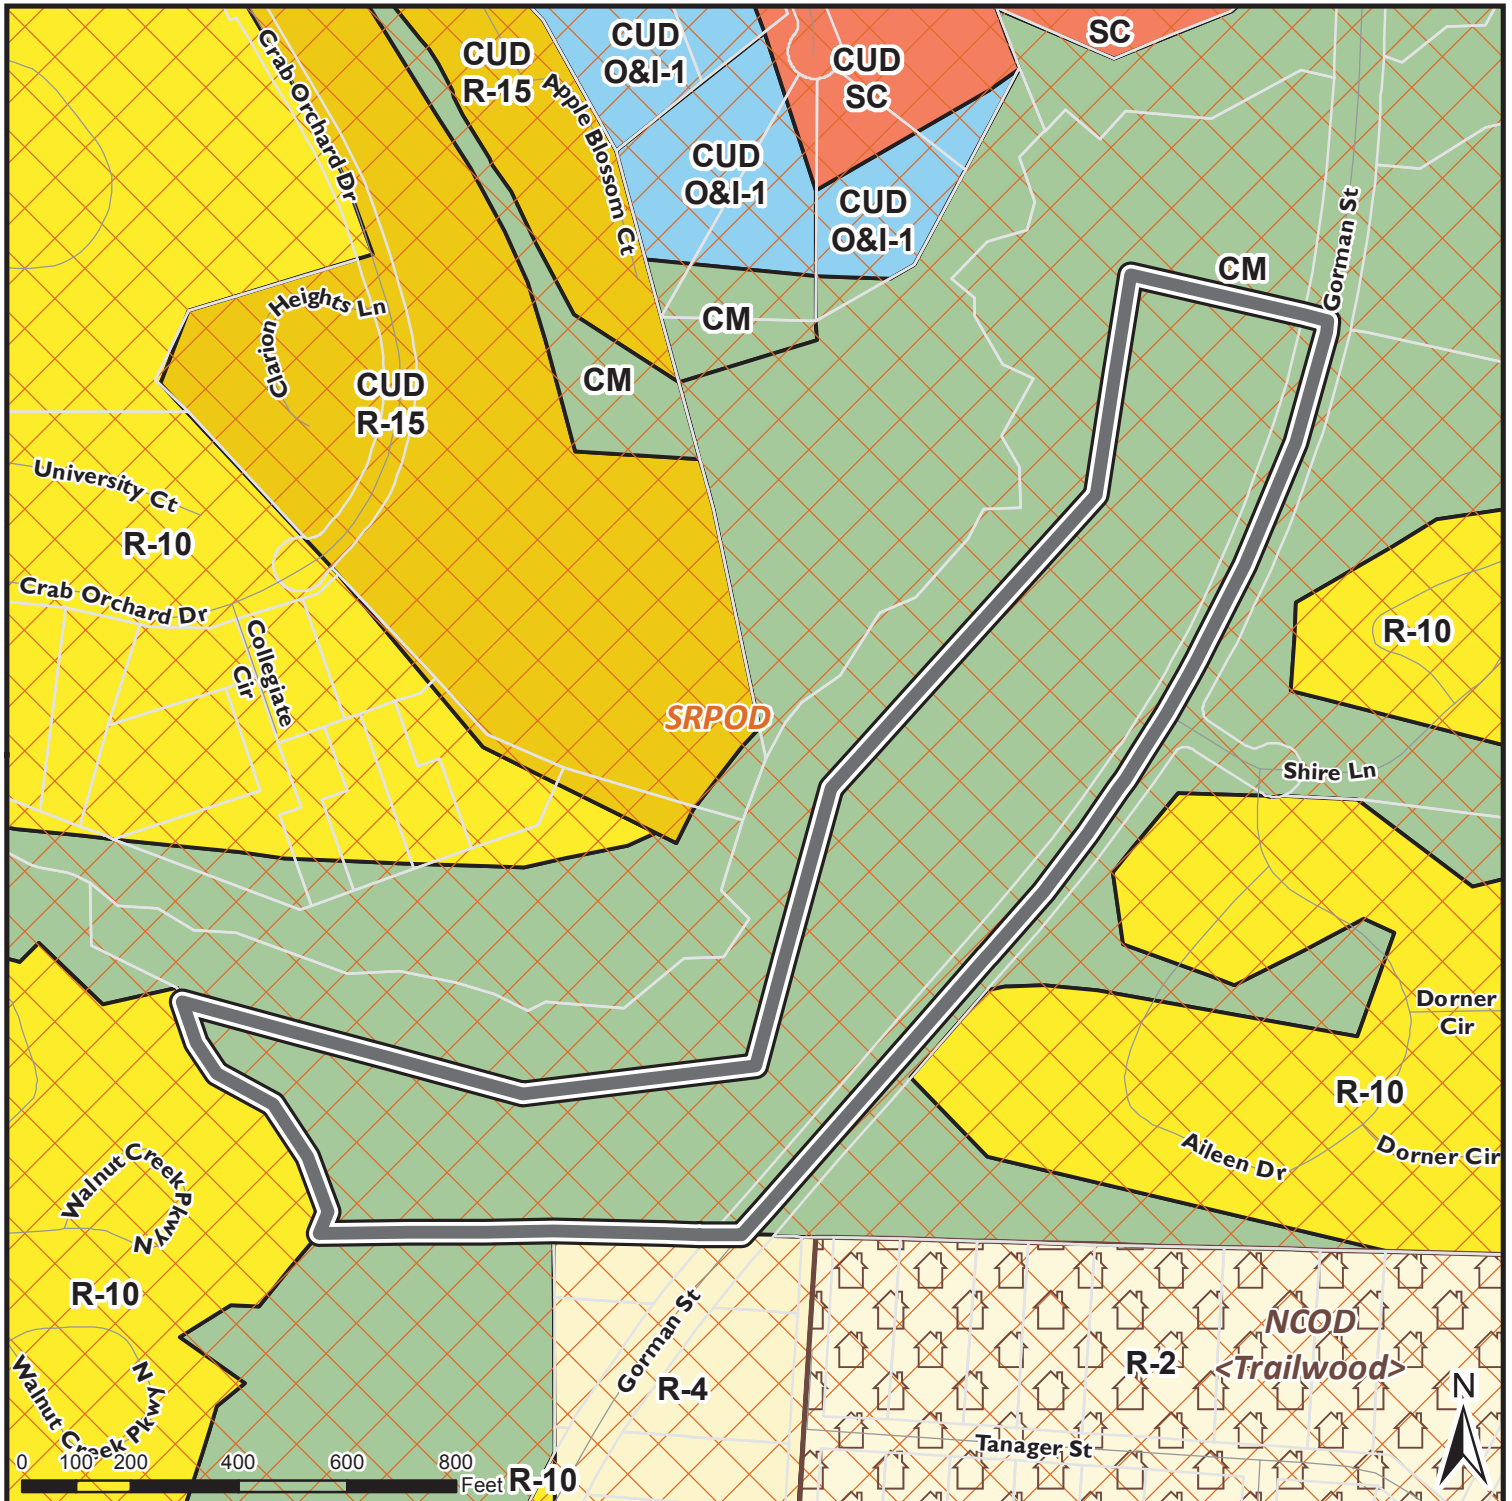 CUD
R-15
CUD
O&I-1
CUD
SC
SC
Crab Orchard Dr
Apple Blossom Ct
CUD
O&I-1
CUD
O&I-1
Gorman St
CM
CM
Clarion Heights Ln
CM
CUD
R-15
University Ct
R-10
Crab Orchard Dr
Collegiate
Cir
R-10
SRPOD
Shire Ln
Dorner
Cir
R-10
Aileen Dr
Dorner Cir
Walnut Creek Pkwy N
R-10
Gorman St
R-4
R-2
NCOD
<Trailwood>
N
Walnut Creek Pkwy N
Tanager St
0 100 200 400 600 800
Feet
R-10